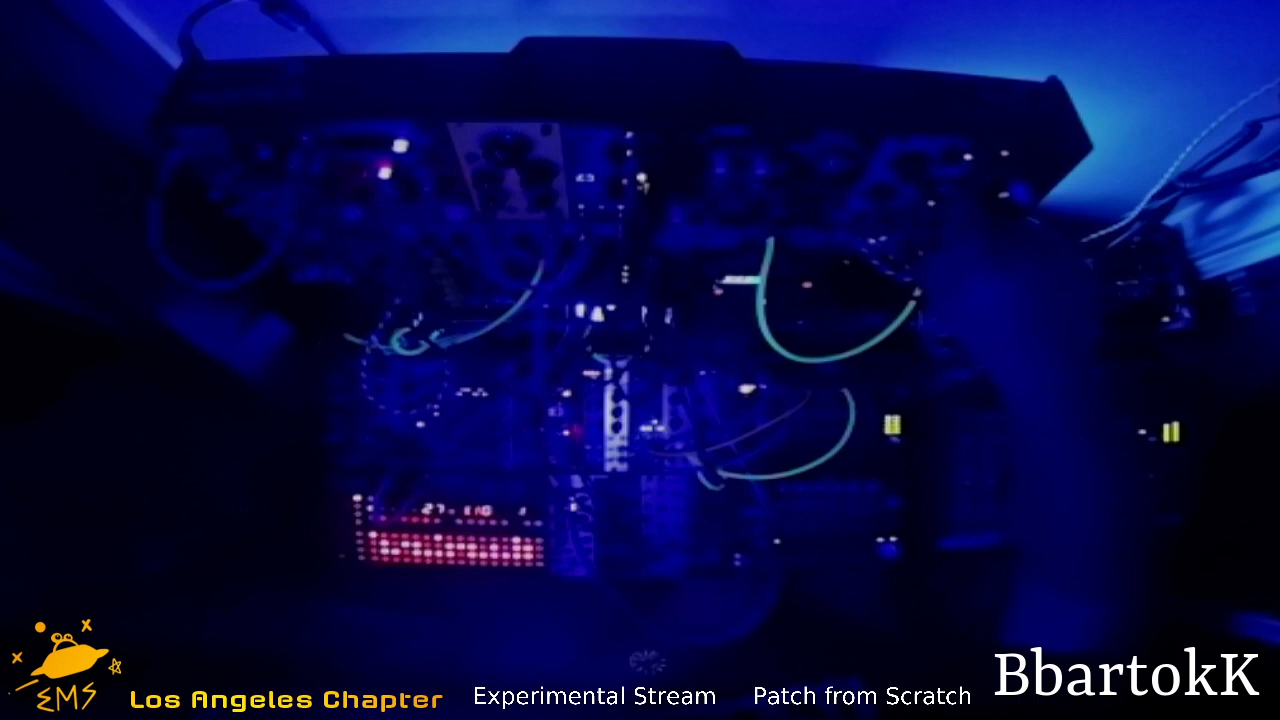 EMS
Los Angeles Chapter
Experimental Stream
Patch from Scratch
BbartokK